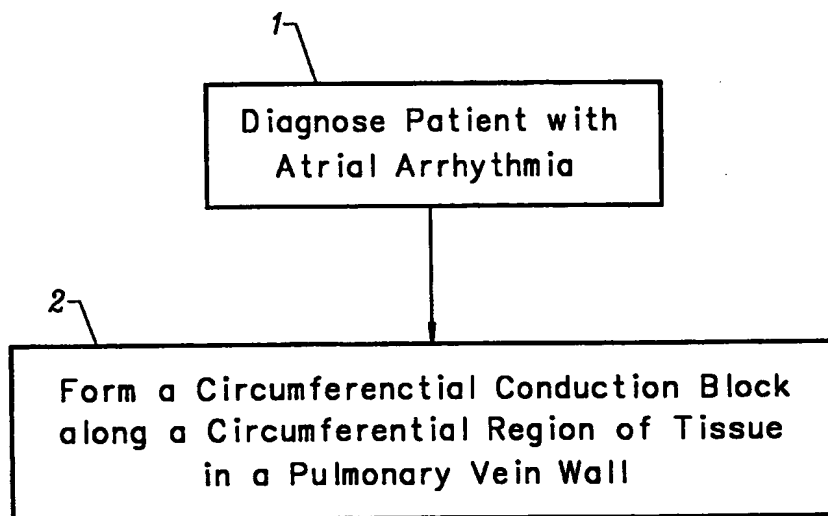 1
Diagnose Patient with
Atrial Arrhythmia
2
Form a Circumferenctial Conduction Block
along a Circumferential Region of Tissue
in a Pulmonary Vein Wall